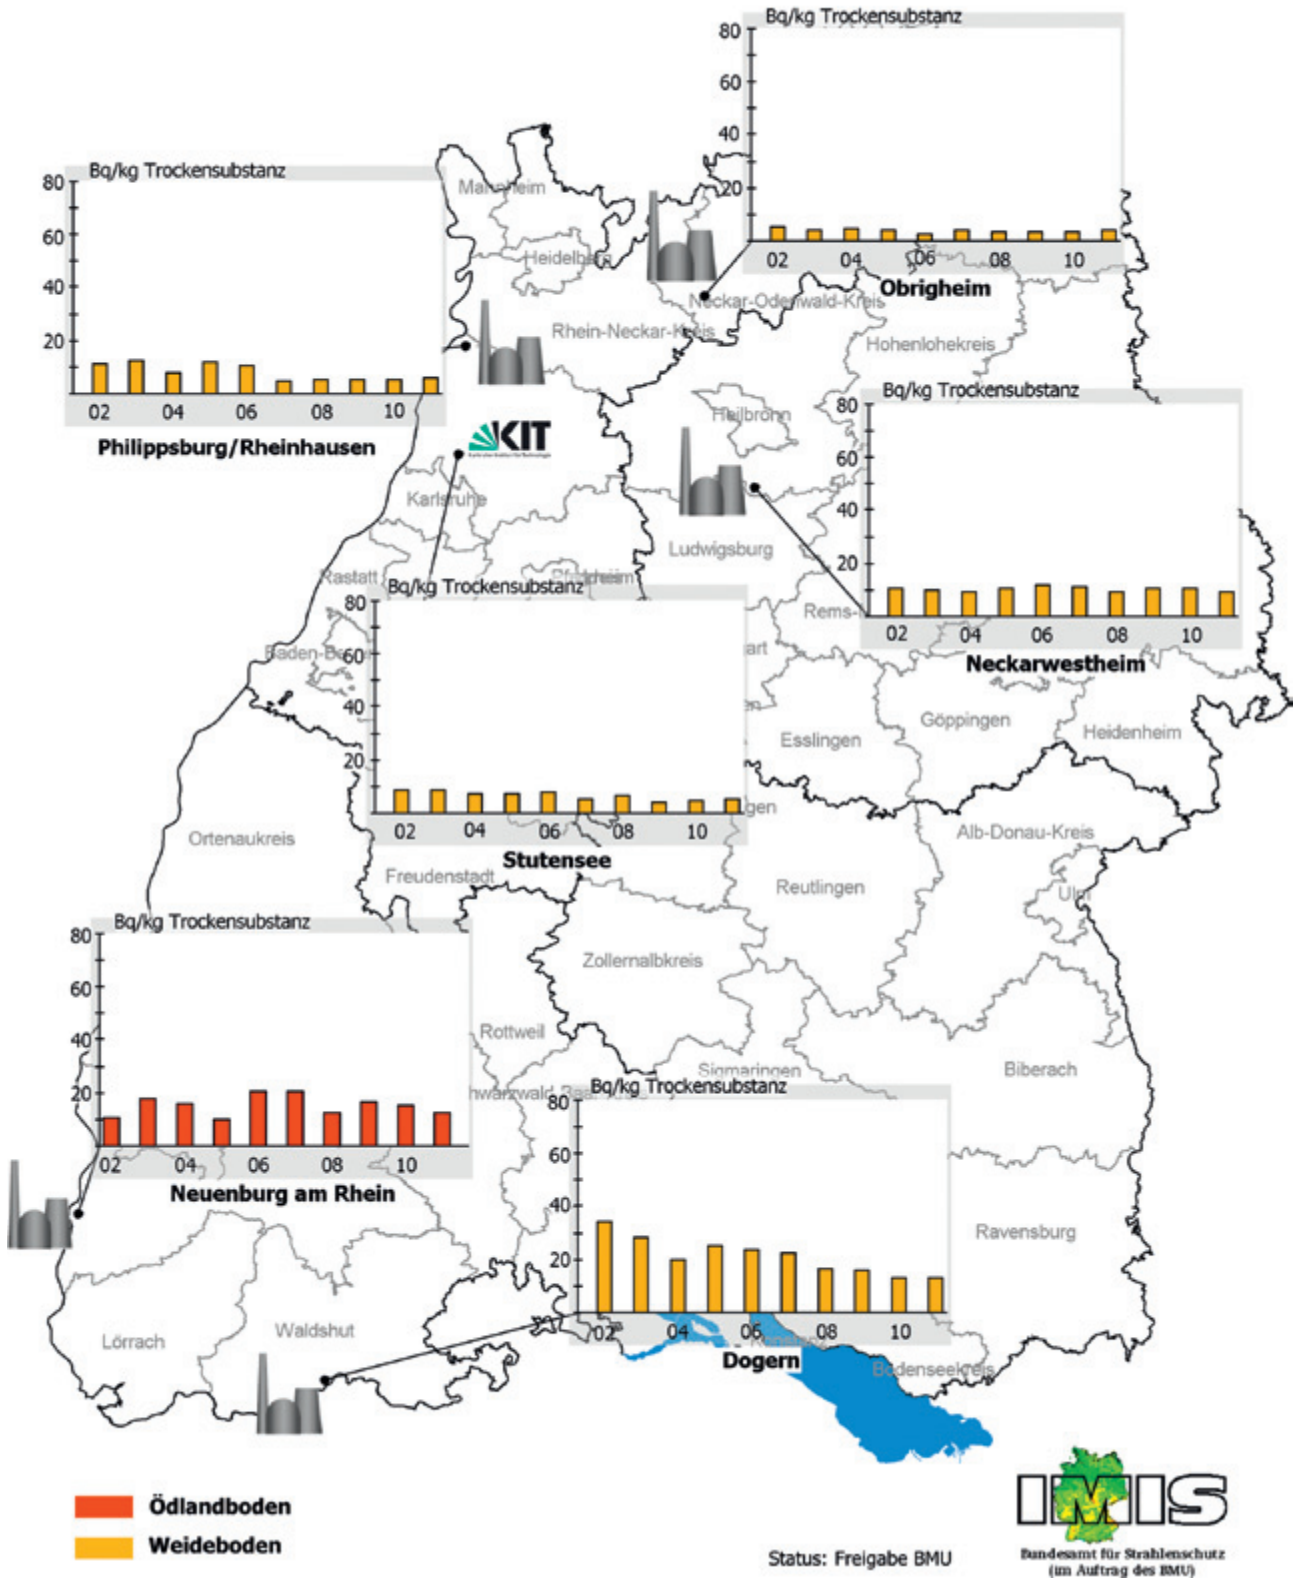 Bq/kg Trockensubstanz
80
60
40
20
02 04 06 08 10
Obrigheim
Bq/kg Trockensubstanz
80
60
40
20
02 04 06 08 10
Philippsburg/Rheinhausen
Mannheim
Heidelberg
Neckar-Odenwald-Kreis
Rhein-Neckar-Kreis
Hohenlohekreis
Heilbronn
KIT
Karlsruhe
Bq/kg Trockensubstanz
80
60
40
20
02 04 06 08 10
Neckarwestheim
Ludwigsburg
Rastatt
Rems-
Bq/kg Trockensubstanz
80
60
40
20
02 04 06 08 10
Stutensee
Esslingen
Göppingen
Heidenheim
Ortenaukreis
Alb-Donau-Kreis
Freudenstadt
Reutlingen
Ulm
Bq/kg Trockensubstanz
80
60
40
20
02 04 06 08 10
Neuenburg am Rhein
Zollernalbkreis
Rottweil
Sigmaringen
Biberach
Bq/kg Trockensubstanz
80
60
40
20
02 04 06 08 10
Dogern
Ravensburg
Lörrach
Waldshut
Konstanz
Bodenseekreis
Ödlandboden
Weideboden
Status: Freigabe BMU
IMIS
Bundesamt für Strahlenschutz
(im Auftrag des BMU)